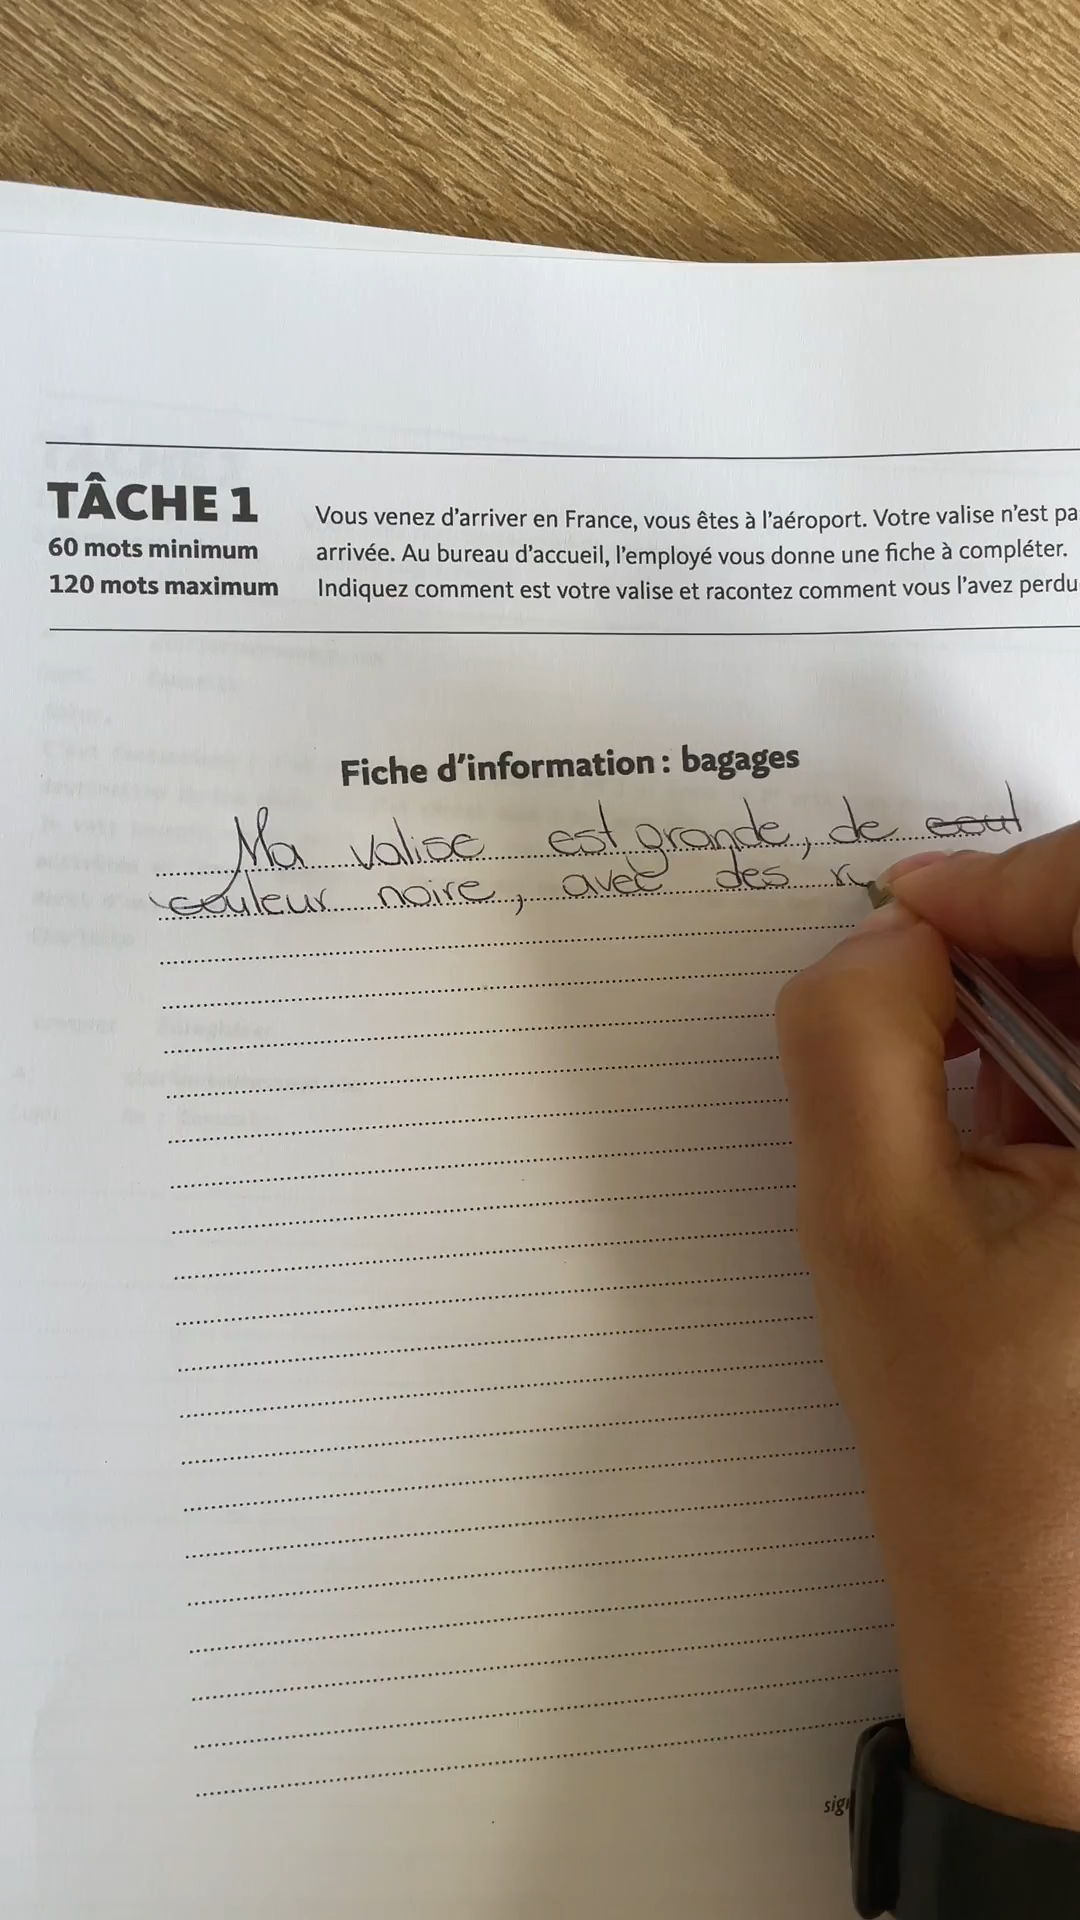 TÂCHE 1
60 mots minimum
120 mots maximum
Vous venez d'arriver en France, vous êtes à l'aéroport. Votre valise n'est pa
arrivée. Au bureau d'accueil, l'employé vous donne une fiche à compléter.
Indiquez comment est votre valise et racontez comment vous l'avez perdu
Fiche d'information : bagages
Ma valise est grande, de coul
couleur noire, avec des